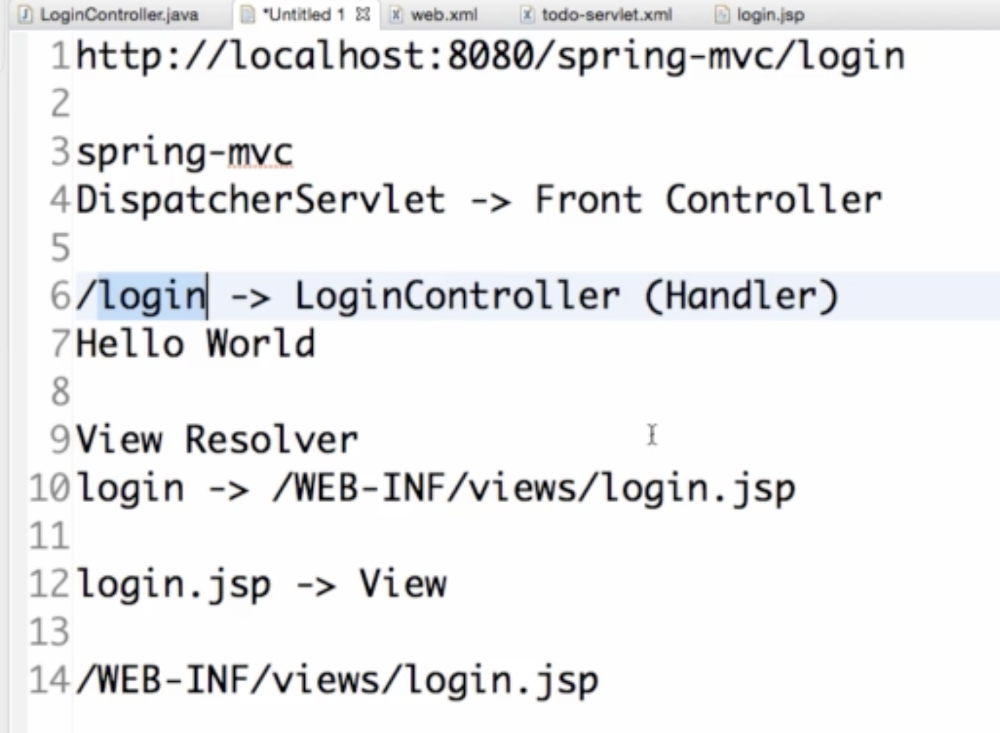 LoginController.java *Untitled 1 web.xml todo-servlet.xml login.jsp
1 http://localhost:8080/spring-mvc/login
2
3 spring-mvc
4 DispatcherServlet -> Front Controller
5
6 /login -> LoginController (Handler)
7 Hello World
8
9 View Resolver
10 login -> /WEB-INF/views/login.jsp
11
12 login.jsp -> View
13
14 /WEB-INF/views/login.jsp